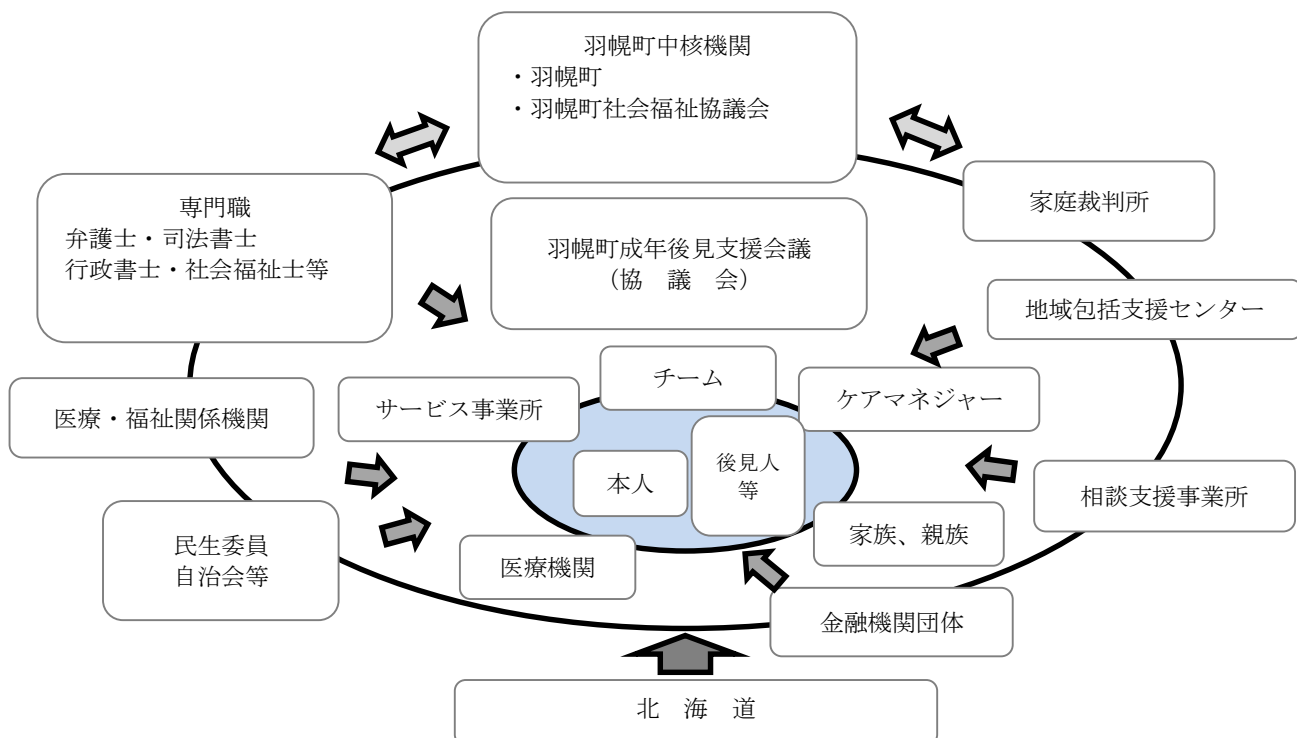 羽幌町中核機関
・羽幌町
・羽幌町社会福祉協議会
専門職
弁護士・司法書士
行政書士・社会福祉士等
家庭裁判所
羽幌町成年後見支援会議
（協　議　会）
地域包括支援センター
チーム
サービス事業所
ケアマネジャー
医療・福祉関係機関
本人
後見人
等
相談支援事業所
家族、親族
民生委員
自治会等
医療機関
金融機関団体
北　海　道